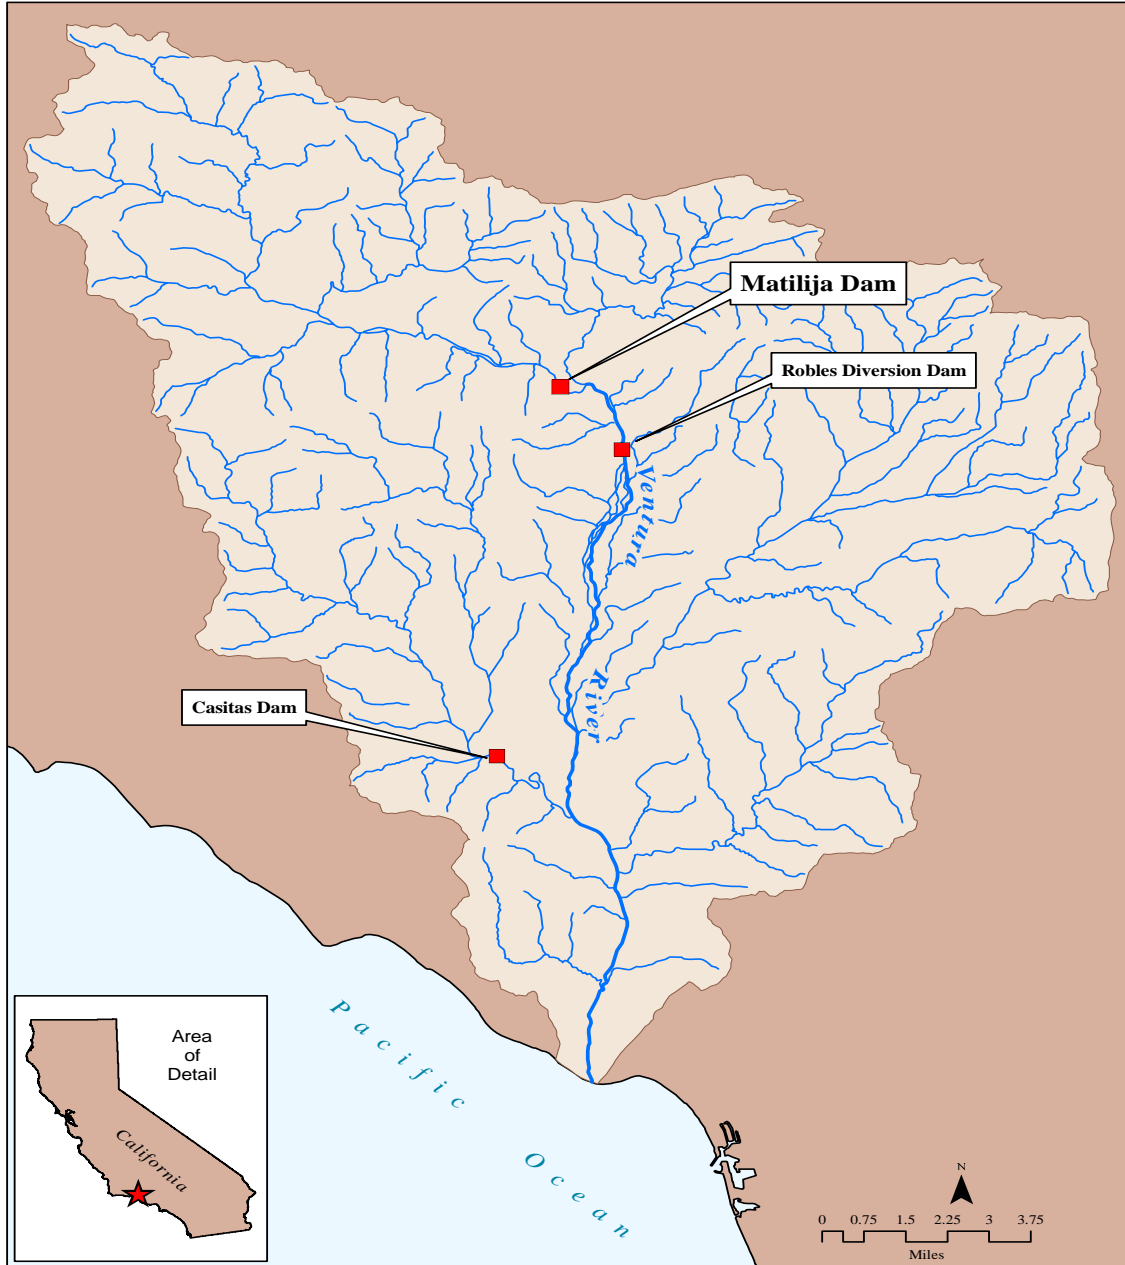 Matilija Dam
Robles Diversion Dam
Ventura
River
Casitas Dam
Pacific
Ocean
Area
of
Detail
California
N
0 0.75 1.5 2.25 3 3.75
Miles